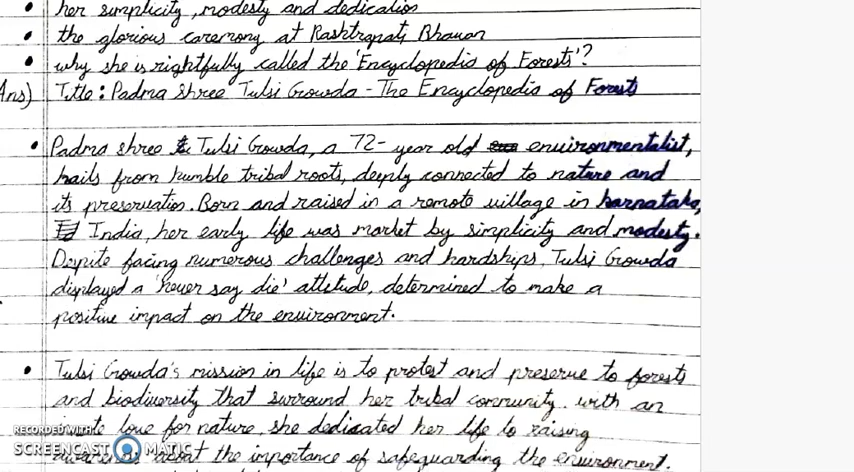 • her simplicity, modesty and dedication
• the glorious caremony at Rashtrapati Bhavan
• why she is rightfully called the 'Encyclopedia of Forests'?
Ans) Title: Padma Shree Tulsi Gowda - The Encyclopedia of Forests
• Padma shree Tulsi Gowda, a 72-year old environmentalist,
hails from humble tribal roots, deeply connected to nature and
its preservation. Born and raised in a remote village in karnataka,
India, her early life was market by simplicity and modesty.
Despite facing numerous challenges and hardships, Tulsi Gowda
displayed a 'never say die' attetude, determined to make a
positive impact on the environment.
• Tulsi Gowda's mission in life is to protest and preserve to forests
and biodiversity that surround her tribal community. with an
love for nature, she dedicated her life to raising
about the importance of safeguarding the environment.
RECORDED WITH
SCREENCAST MATIC